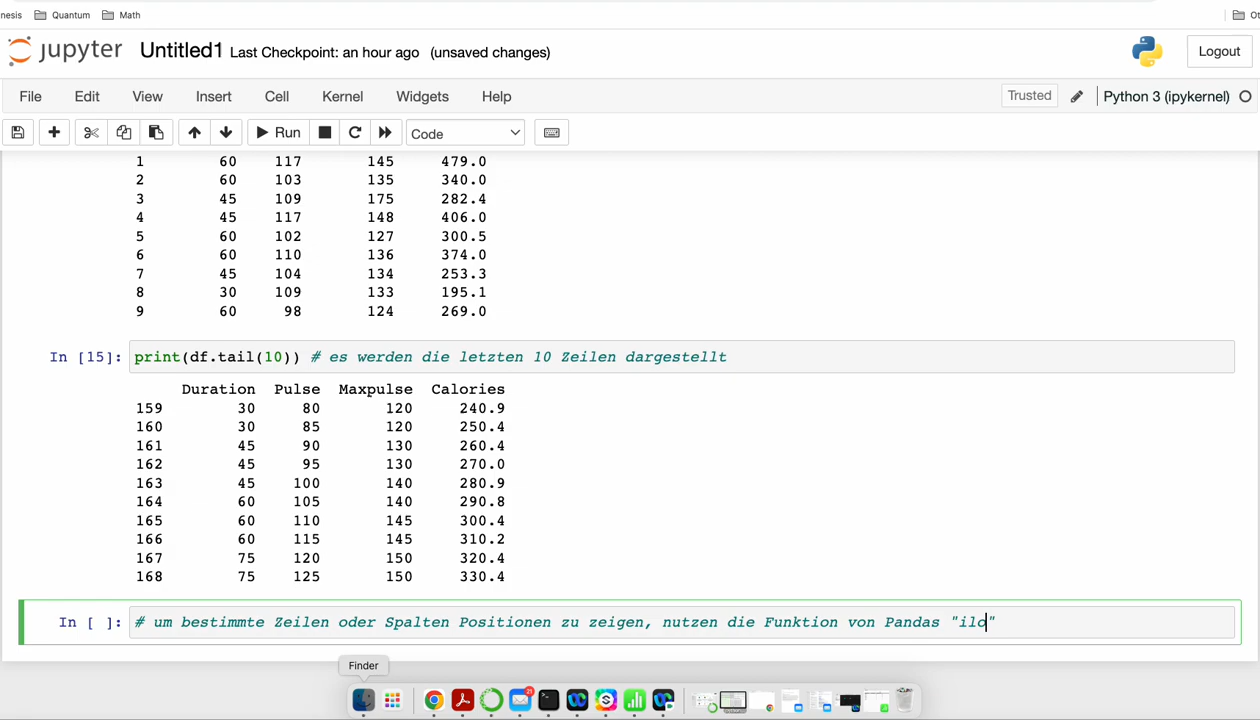 nesis Quantum Math Ot
jupyter Untitled1 Last Checkpoint: an hour ago (unsaved changes) Logout
File Edit View Insert Cell Kernel Widgets Help Trusted Python 3 (ipykernel)
Run Code
1 60 117 145 479.0
2 60 103 135 340.0
3 45 109 175 282.4
4 45 117 148 406.0
5 60 102 127 300.5
6 60 110 136 374.0
7 45 104 134 253.3
8 30 109 133 195.1
9 60 98 124 269.0
In [15]: print(df.tail(10)) # es werden die letzten 10 Zeilen dargestellt
Duration Pulse Maxpulse Calories
159 30 80 120 240.9
160 30 85 120 250.4
161 45 90 130 260.4
162 45 95 130 270.0
163 45 100 140 280.9
164 60 105 140 290.8
165 60 110 145 300.4
166 60 115 145 310.2
167 75 120 150 320.4
168 75 125 150 330.4
In [ ]: # um bestimmte Zeilen oder Spalten Positionen zu zeigen, nutzen die Funktion von Pandas "ilo"
Finder